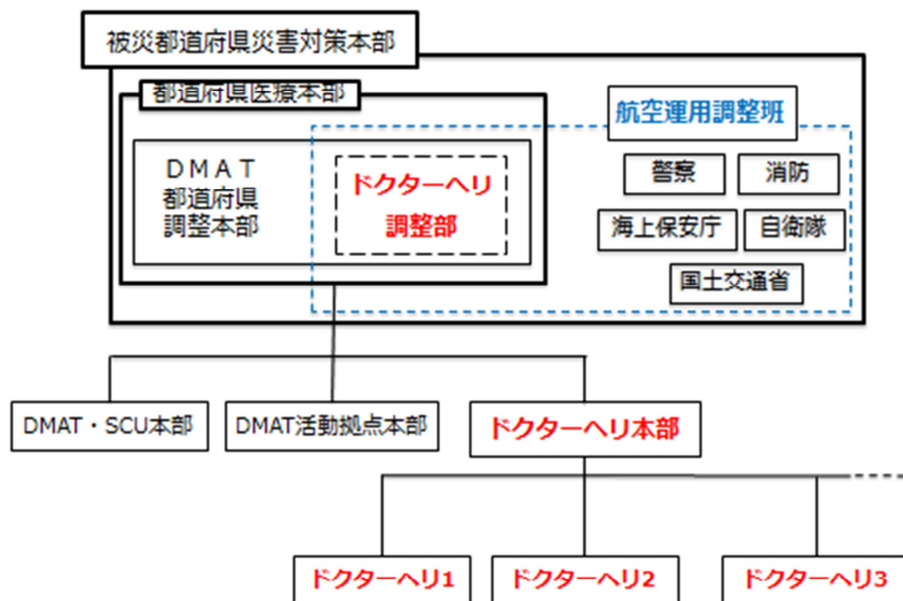 被災都道府県災害対策本部
都道府県医療本部
航空運用調整班
DMAT
都道府県
調整本部
ドクターヘリ
調整部
警察
消防
海上保安庁
自衛隊
国土交通省
DMAT・SCU本部
DMAT活動拠点本部
ドクターヘリ本部
ドクターヘリ1
ドクターヘリ2
ドクターヘリ3